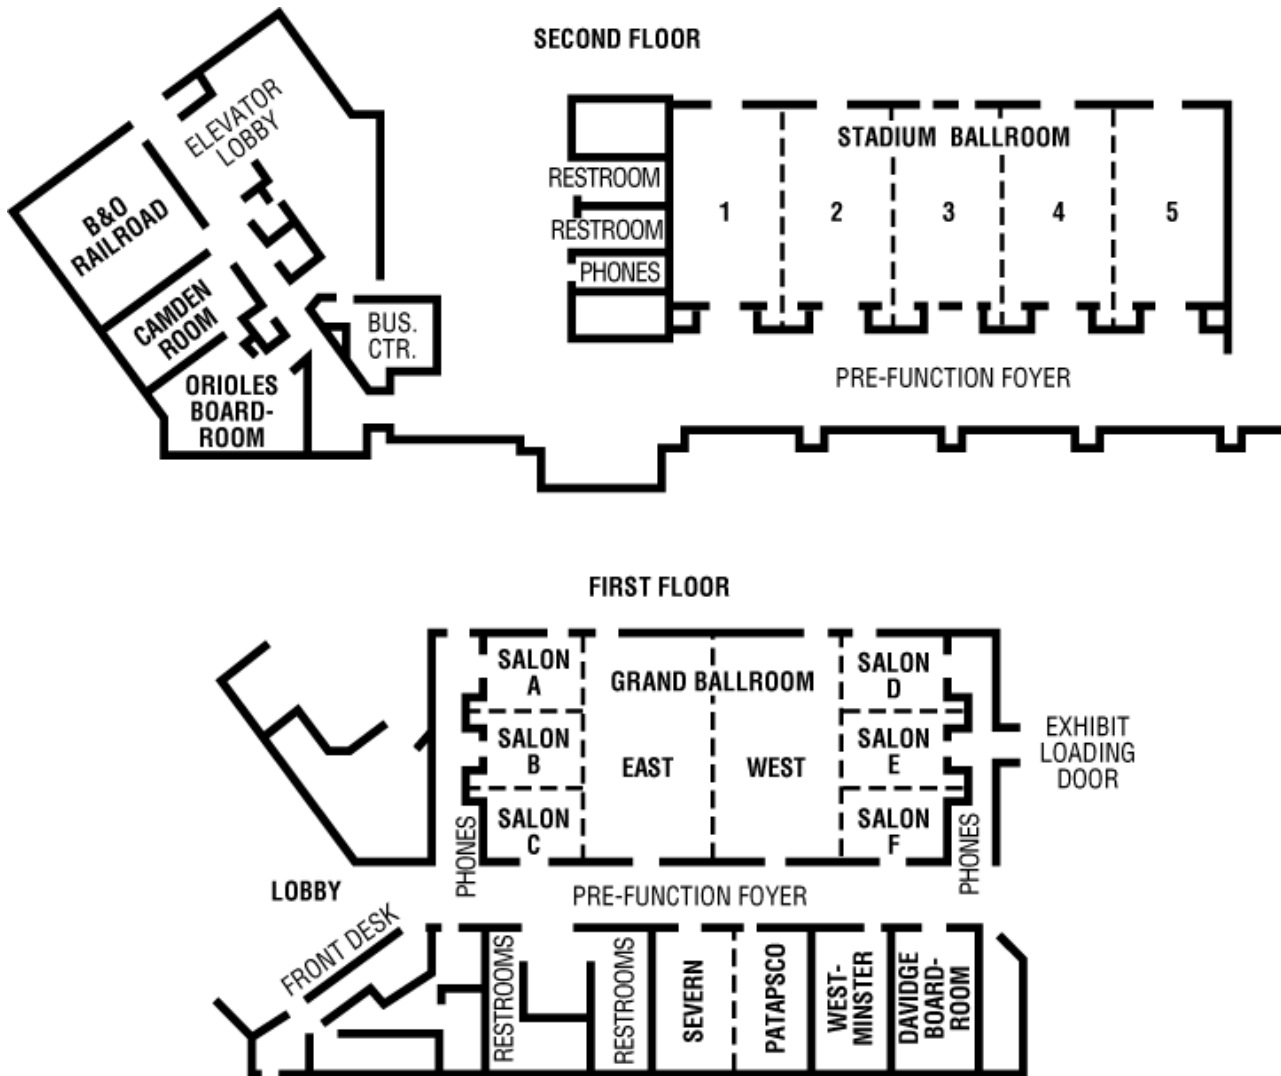 SECOND FLOOR
ELEVATOR
LOBBY
B&O
RAILROAD
CAMDEN
ROOM
ORIOLES
BOARD-
ROOM
BUS.
CTR.
RESTROOM
RESTROOM
PHONES
STADIUM BALLROOM
1
2
3
4
5
PRE-FUNCTION FOYER
FIRST FLOOR
SALON
A
SALON
B
SALON
C
GRAND BALLROOM
EAST
WEST
SALON
D
SALON
E
SALON
F
EXHIBIT
LOADING
DOOR
PHONES
PHONES
LOBBY
PRE-FUNCTION FOYER
FRONT DESK
RESTROOMS
RESTROOMS
SEVERN
PATAPSCO
WEST-
MINSTER
DAVIDGE
BOARD-
ROOM